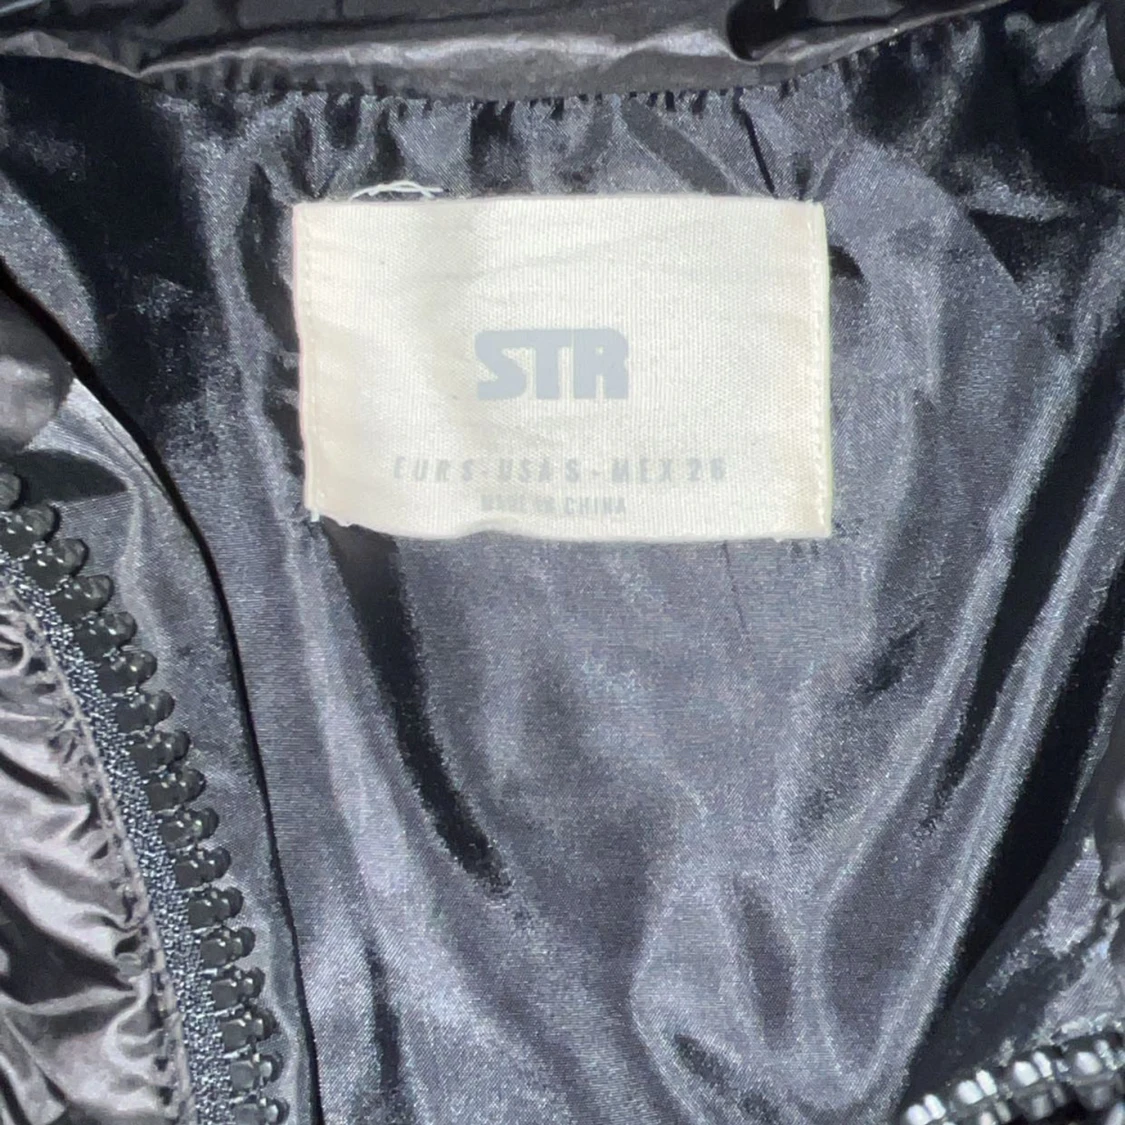 STR
EUR S - USA S - MEX 26
MADE IN CHINA